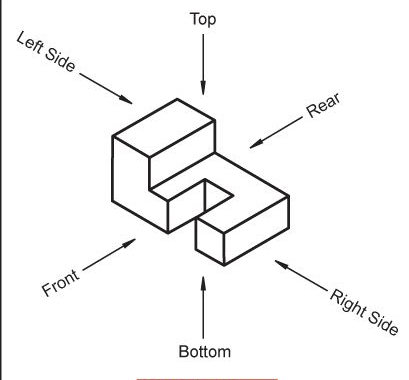 Top
Left Side
Rear
Front
Right Side
Bottom